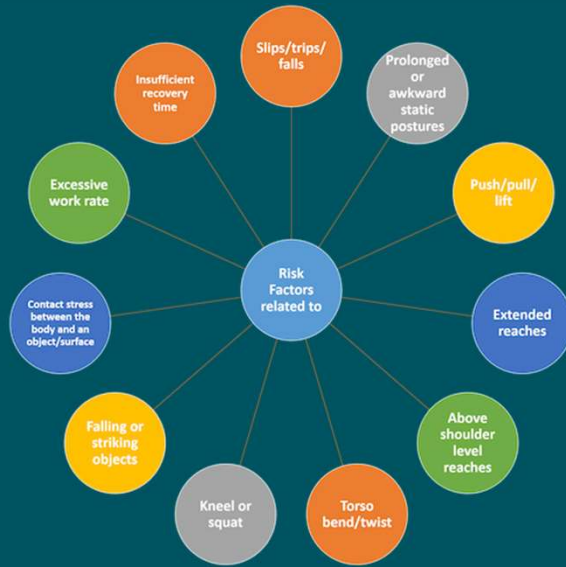 Slips/trips/
falls
Prolonged
or
awkward
static
postures
Push/pull/
lift
Extended
reaches
Above
shoulder
level
reaches
Torso
bend/twist
Kneel or
squat
Falling or
striking
objects
Contact stress
between the
body and an
object/surface
Excessive
work rate
Insufficient
recovery
time
Risk
Factors
related to